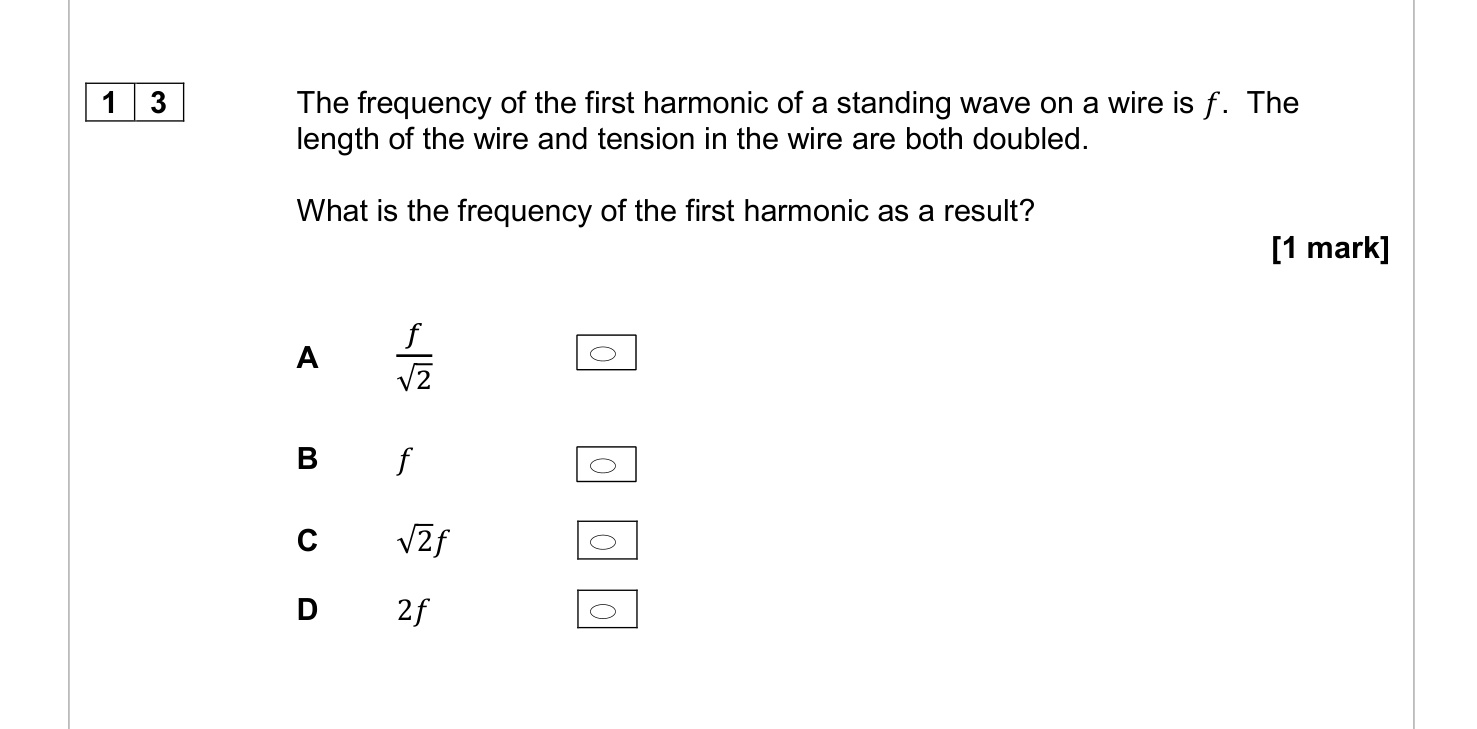 1 3 The frequency of the first harmonic of a standing wave on a wire is f. The
length of the wire and tension in the wire are both doubled.
What is the frequency of the first harmonic as a result?
[1 mark]
A f/√2
B f
C √2f
D 2f